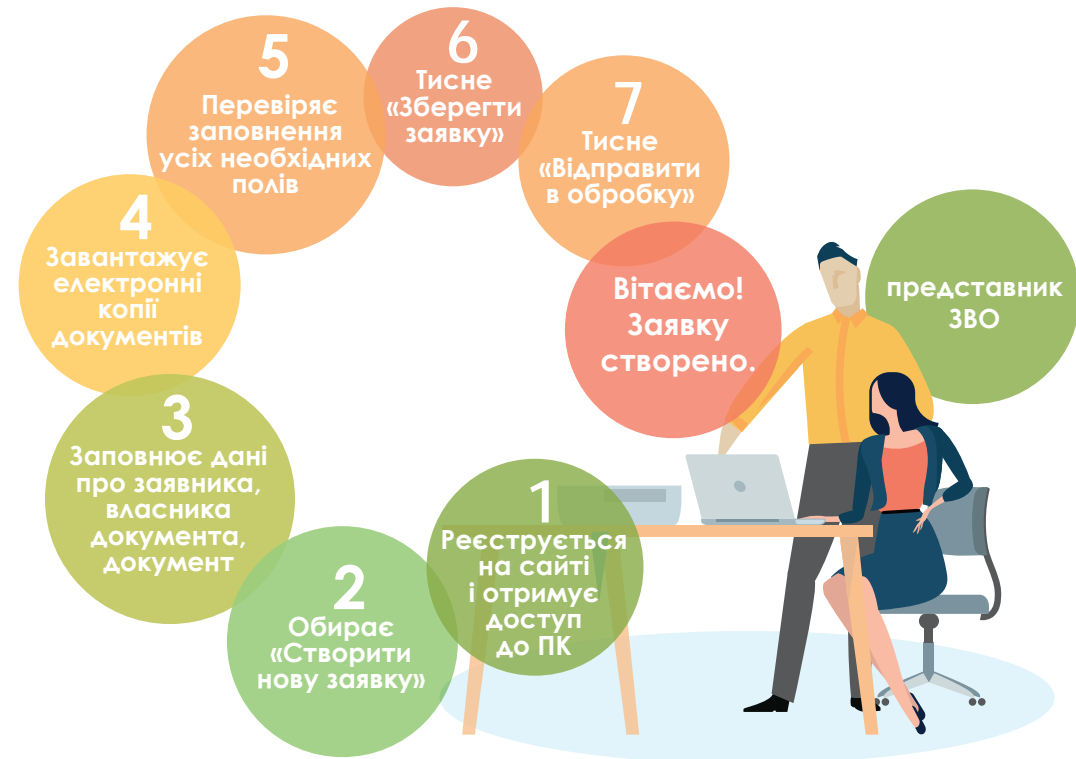 1
Реєструється
на сайті
і отримує
доступ
до ПК
2
Обирає
«Створити
нову заявку»
3
Заповнює дані
про заявника,
власника
документа,
документ
4
Завантажує
електронні
копії
документів
5
Перевіряє
заповнення
усіх необхідних
полів
6
Тисне
«Зберегти
заявку»
7
Тисне
«Відправити
в обробку»
Вітаємо!
Заявку
створено.
представник
ЗВО